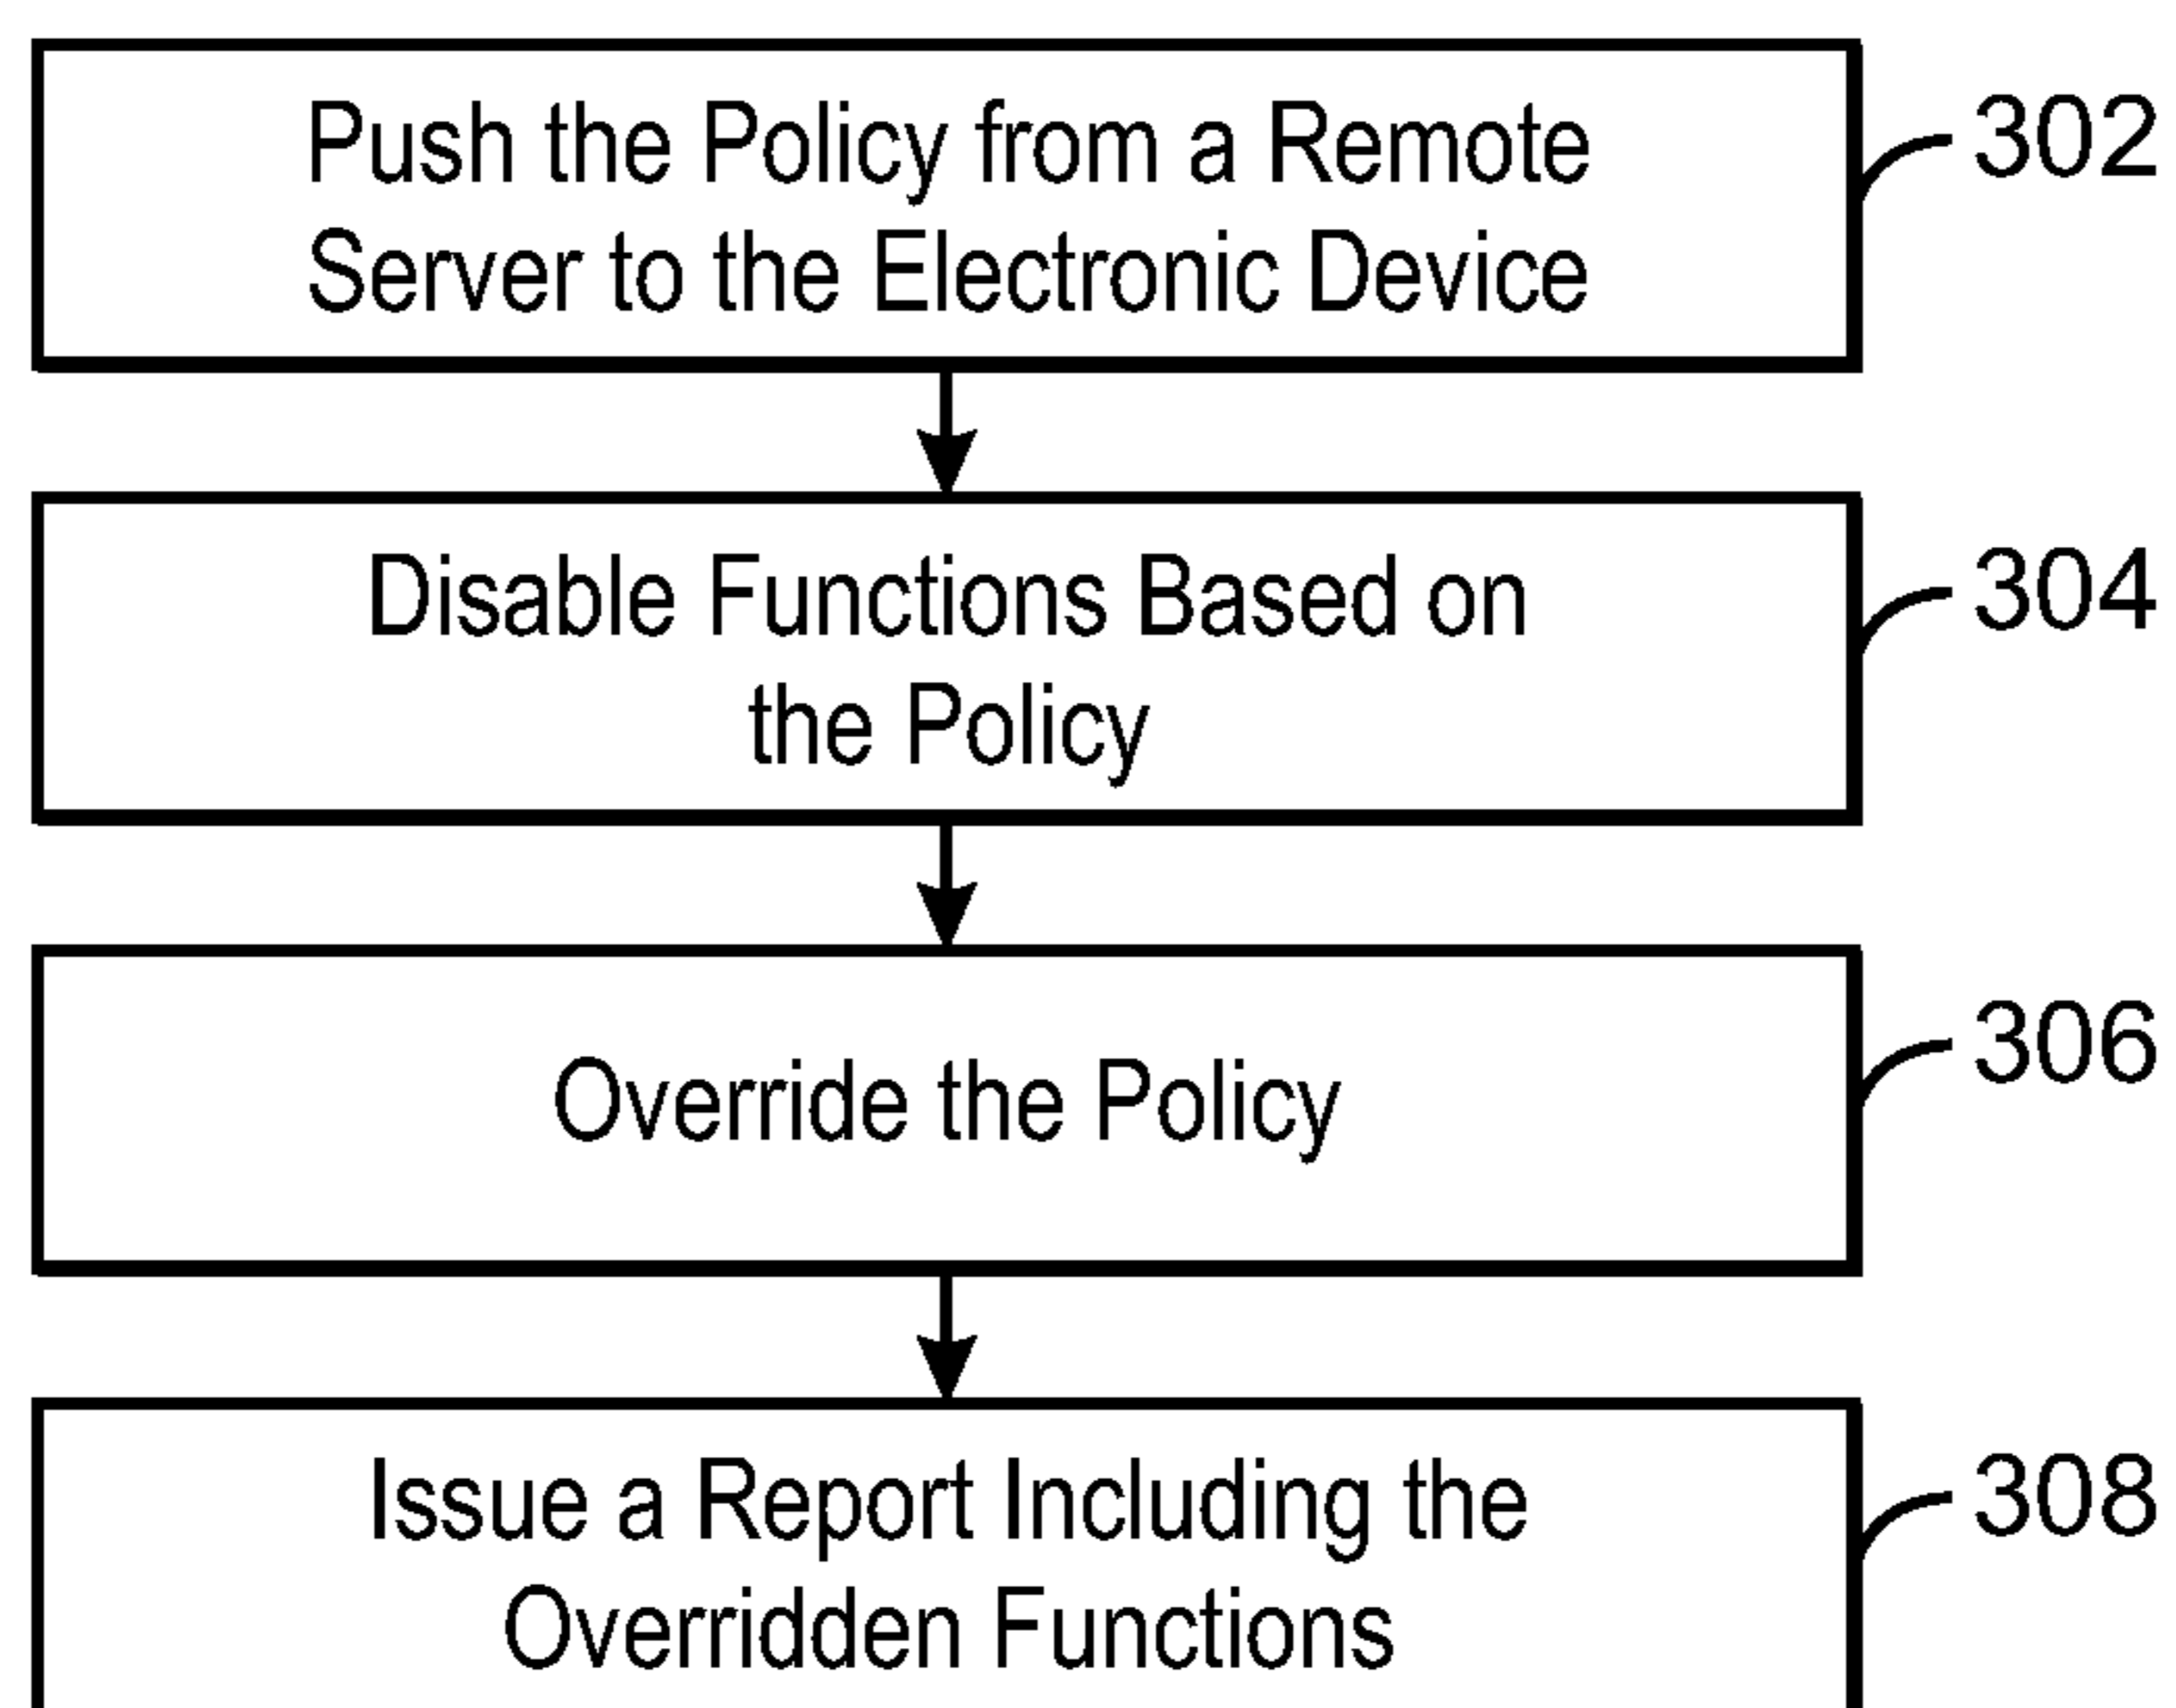 Push the Policy from a Remote
Server to the Electronic Device
302
Disable Functions Based on
the Policy
304
Override the Policy
306
Issue a Report Including the
Overridden Functions
308